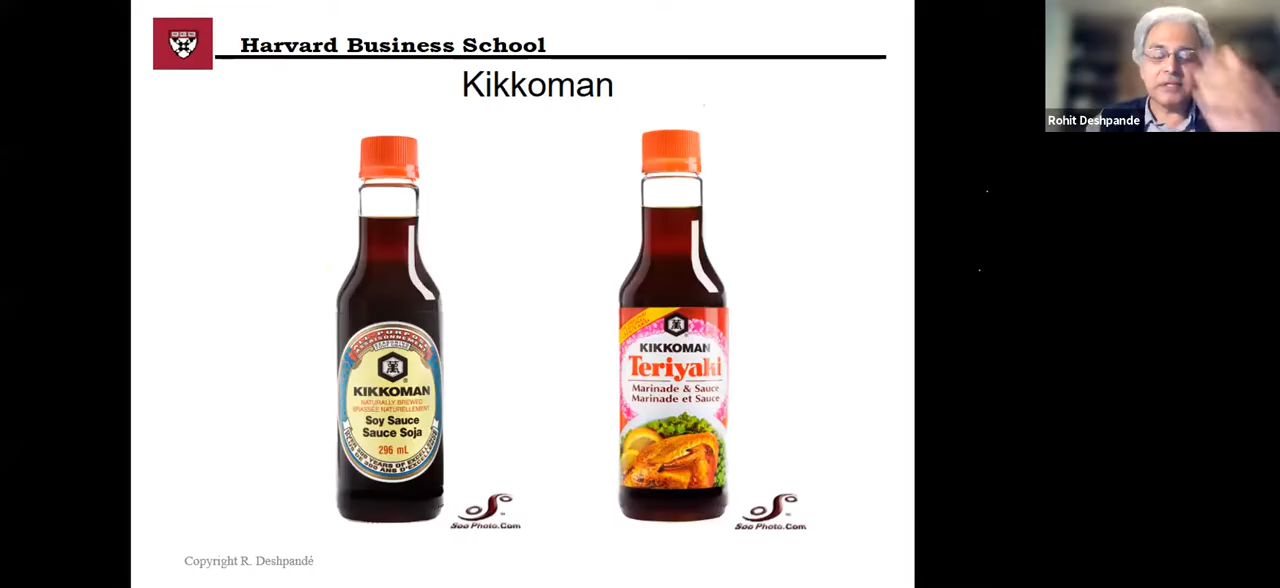 Harvard Business School
Kikkoman
Rohit Deshpande
KIKKOMAN
NATURALLY BREWED
BRASSÉE NATURELLEMENT
Soy Sauce
Sauce Soja
296 mL
KIKKOMAN
Teriyaki
Marinade & Sauce
Marinade et Sauce
Soo Photo.Com
Soo Photo.Com
Copyright R. Deshpandé